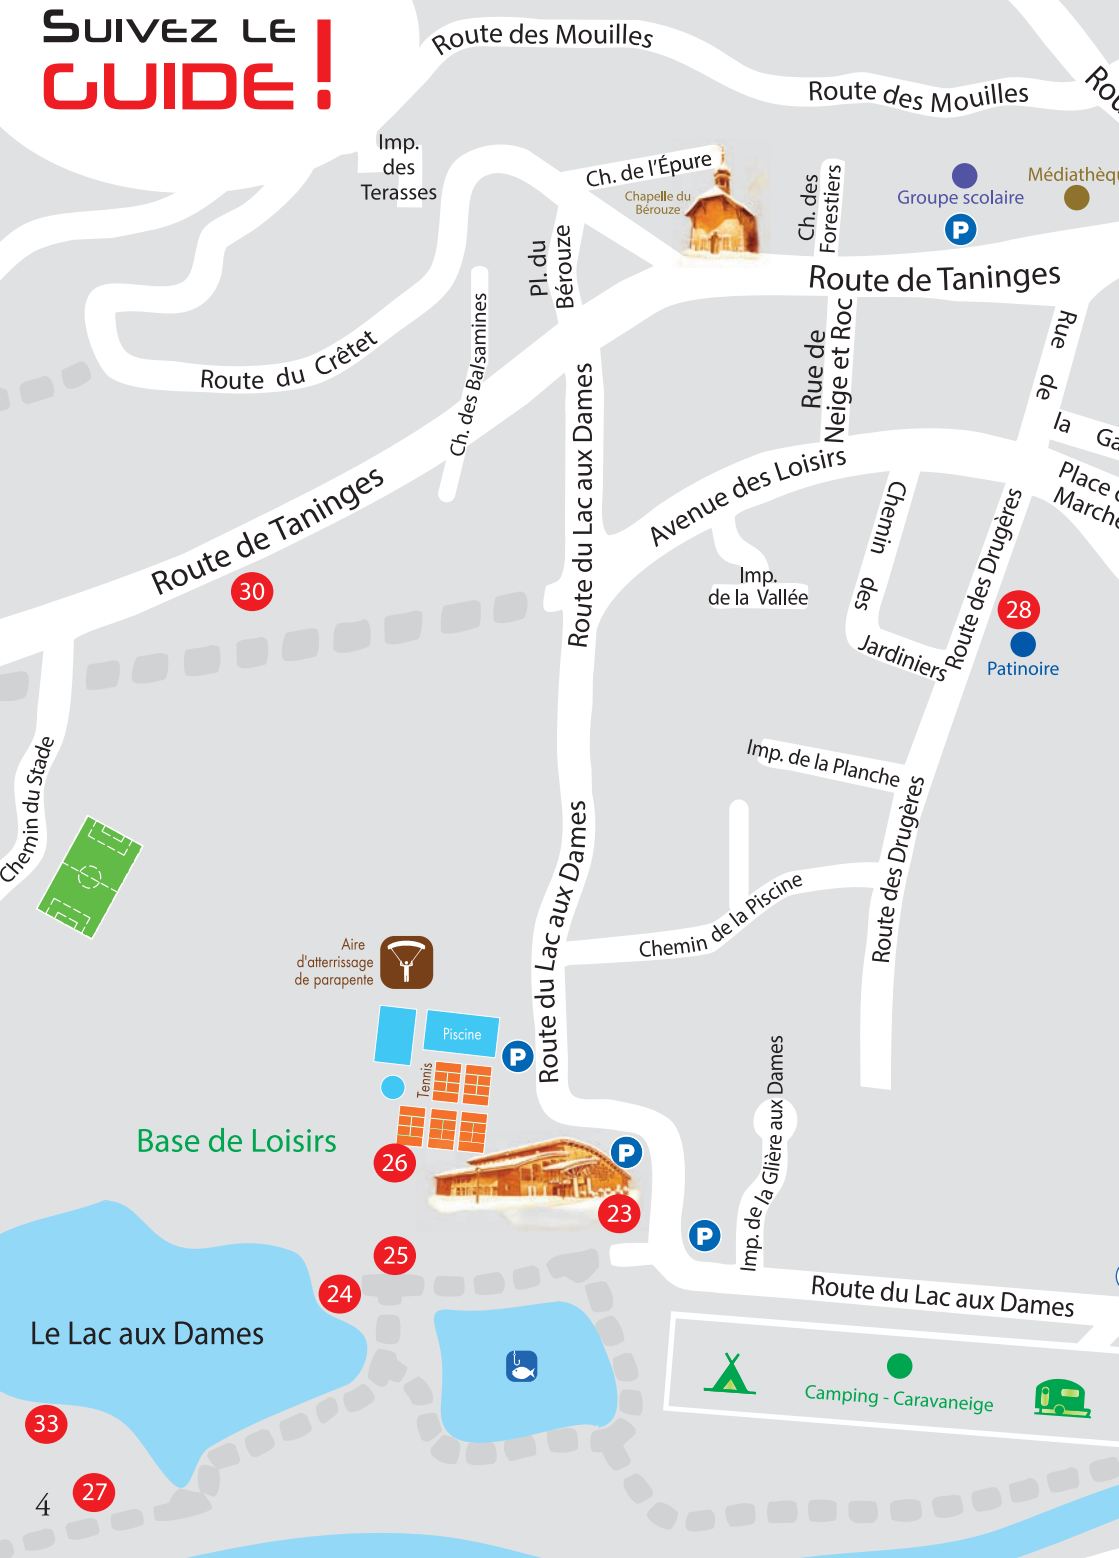 SUIVEZ LE
GUIDE !
Route des Mouilles
Route des Mouilles
Imp.
des
Terasses
Ch. de l'Épure
Chapelle du
Bérouze
Ch. des
Forestiers
Groupe scolaire
P
Pl. du
Bérouze
Route de Taninges
Route du Crêtet
Ch. des Balsamines
Rue de
Neige et Roc
Rue de
la
Route du Lac aux Dames
Avenue des Loisirs
Place
Route de Taninges
30
Chemin des
Jardiniers
Route des Drugères
Imp.
de la Vallée
28
Patinoire
Chemin du Stade
Imp. de la Planche
Route des Drugères
Route du Lac aux Dames
Chemin de la Piscine
Aire
d'atterrissage
de parapente
Piscine
P
Tennis
Imp. de la Glière aux Dames
Base de Loisirs
26
P
23
P
25
24
Route du Lac aux Dames
Le Lac aux Dames
Camping - Caravaneige
33
27
4